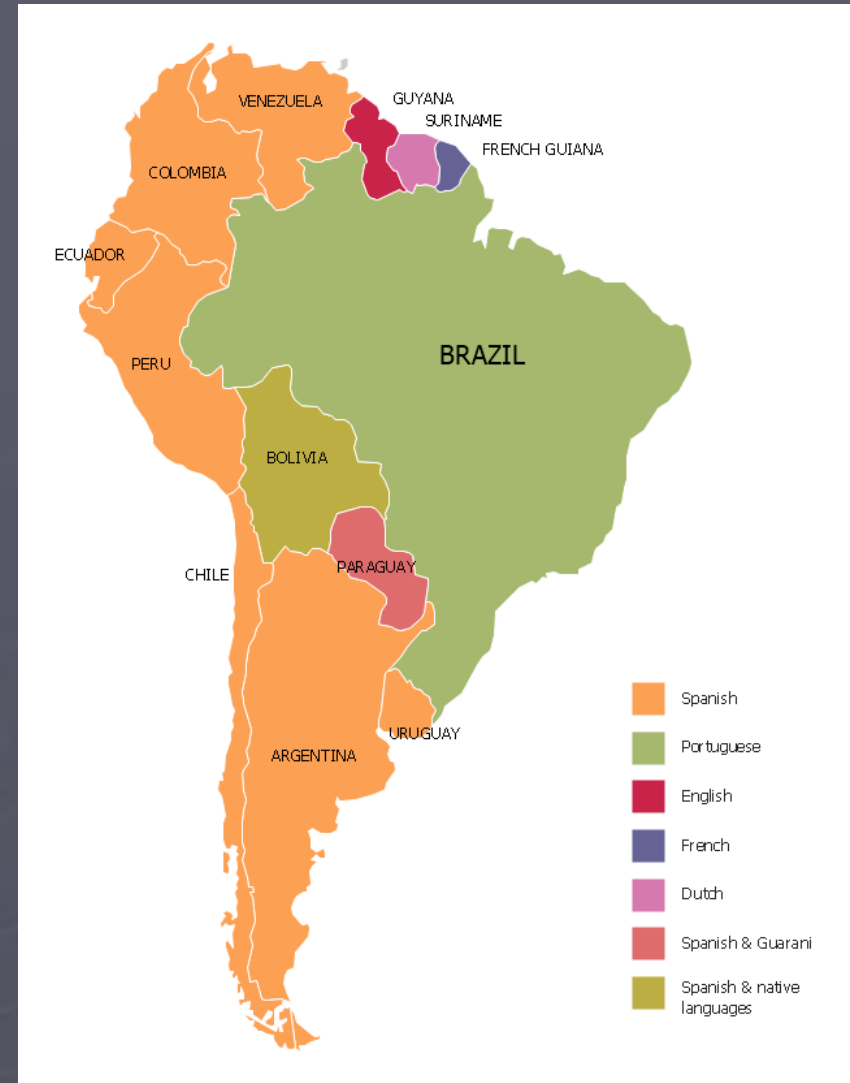 VENEZUELA
GUYANA
SURINAME
FRENCH GUIANA
COLOMBIA
ECUADOR
PERU
BRAZIL
BOLIVIA
PARAGUAY
CHILE
URUGUAY
ARGENTINA
Spanish
Portuguese
English
French
Dutch
Spanish & Guarani
Spanish & native
languages